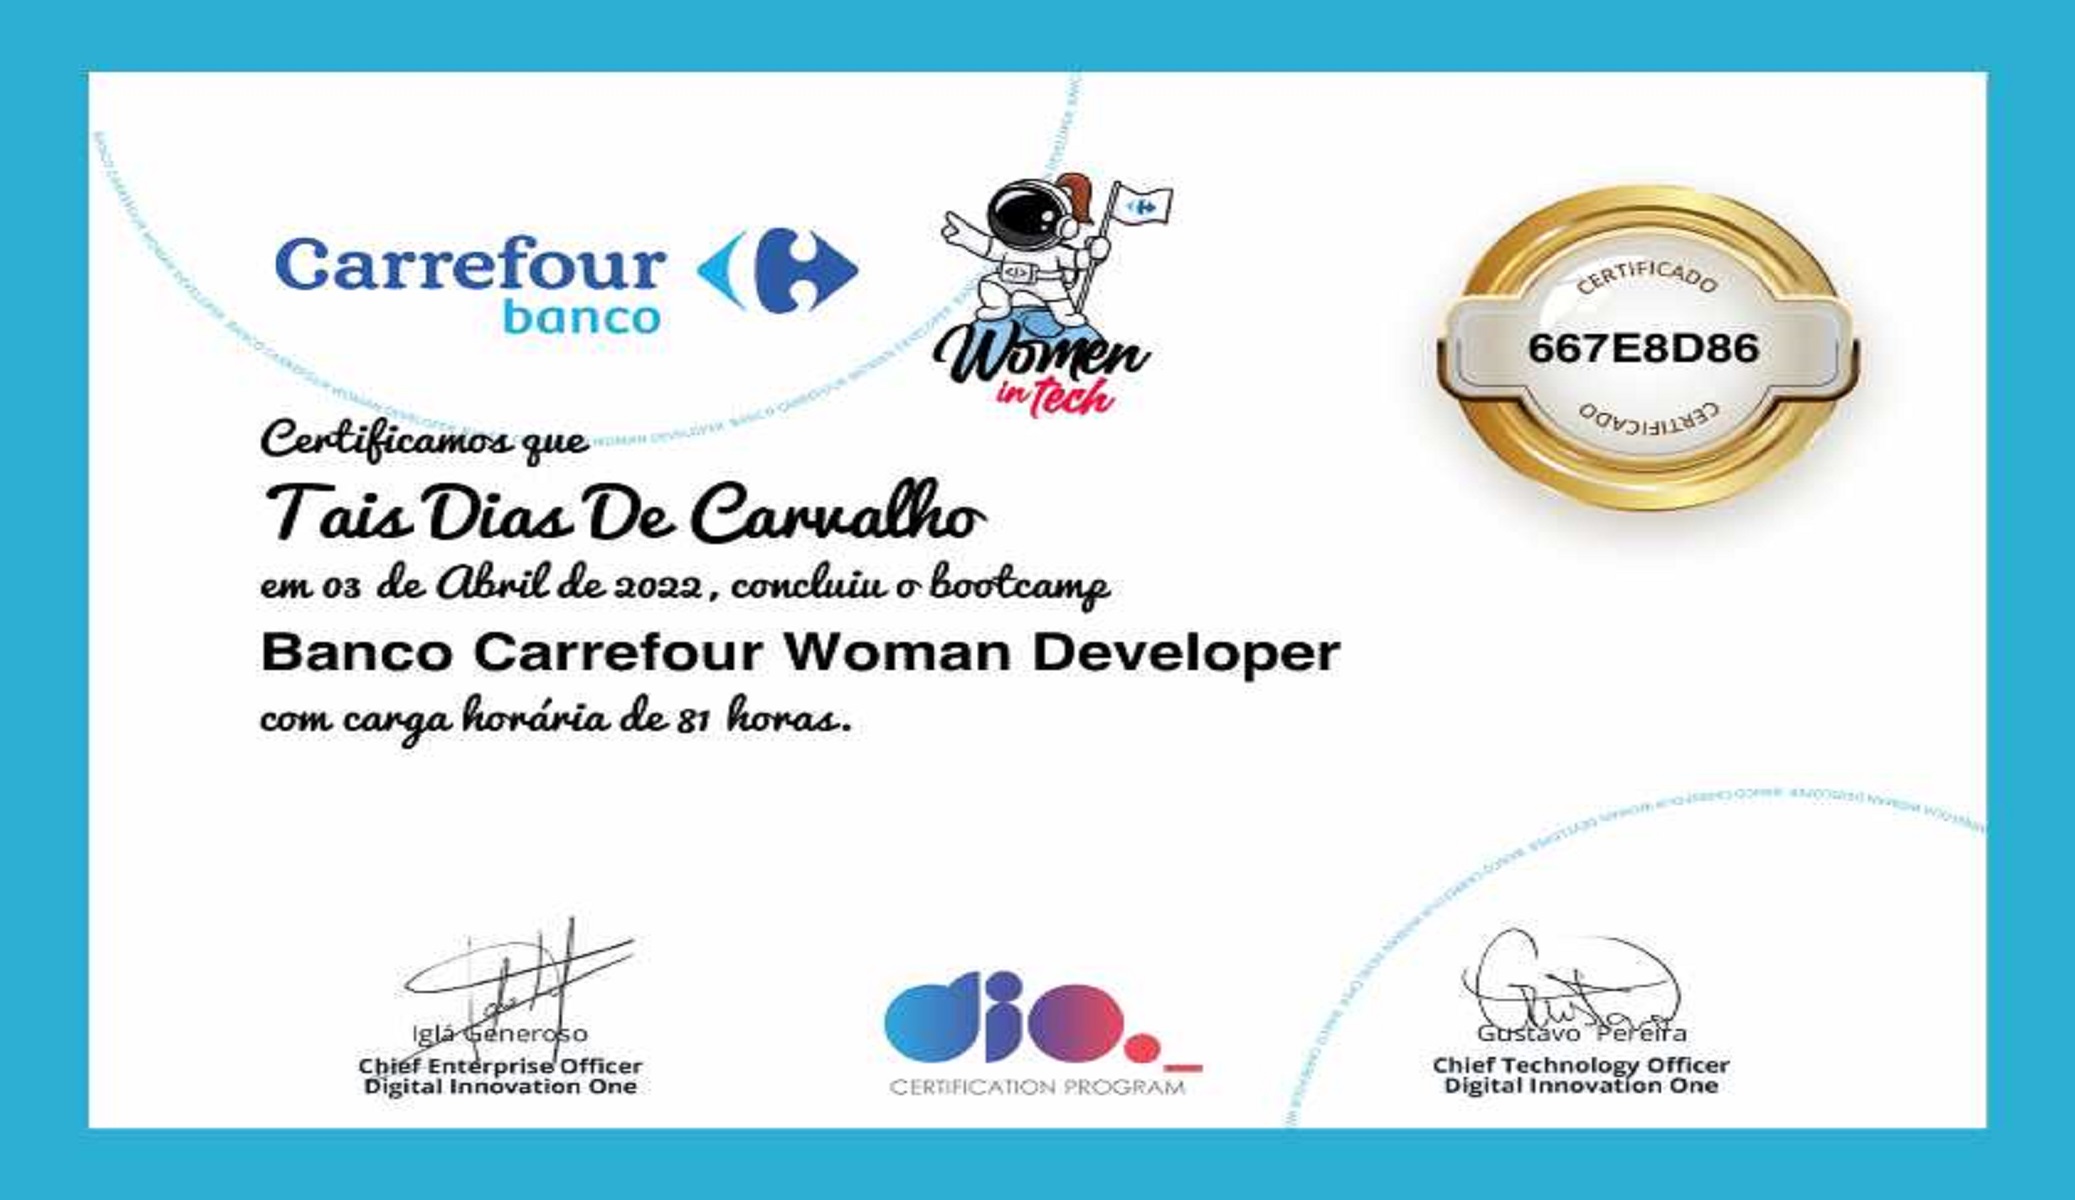 Carrefour
banco
Women
in Tech
CERTIFICADO
667E8D86
CERTIFICADO
Certificamos que
Tais Dias De Carvalho
em 03 de Abril de 2022, concluiu o bootcamp
Banco Carrefour Woman Developer
com carga horária de 81 horas.
Iglá Generoso
Chief Enterprise Officer
Digital Innovation One
dio._
CERTIFICATION PROGRAM
Gustavo Pereira
Chief Technology Officer
Digital Innovation One